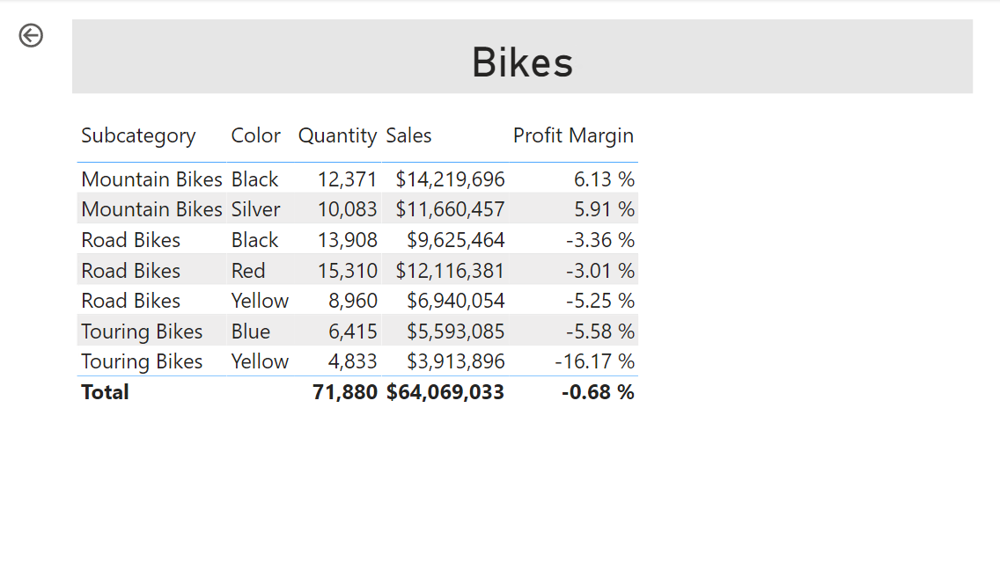 Bikes
Subcategory Color Quantity Sales Profit Margin
Mountain Bikes Black 12,371 $14,219,696 6.13 %
Mountain Bikes Silver 10,083 $11,660,457 5.91 %
Road Bikes Black 13,908 $9,625,464 -3.36 %
Road Bikes Red 15,310 $12,116,381 -3.01 %
Road Bikes Yellow 8,960 $6,940,054 -5.25 %
Touring Bikes Blue 6,415 $5,593,085 -5.58 %
Touring Bikes Yellow 4,833 $3,913,896 -16.17 %
Total 71,880 $64,069,033 -0.68 %